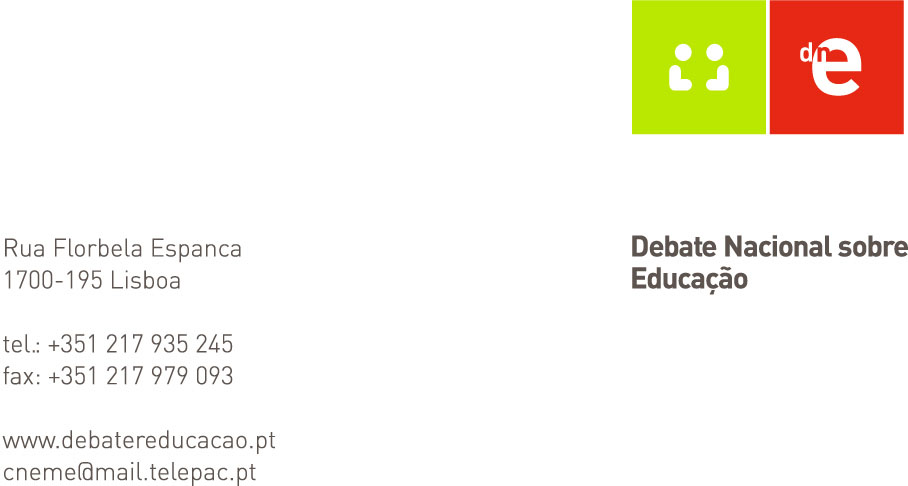 dne
Debate Nacional sobre
Educação
Rua Florbela Espanca
1700-195 Lisboa
tel.: +351 217 935 245
fax: +351 217 979 093
www.debatereducacao.pt
cneme@mail.telepac.pt